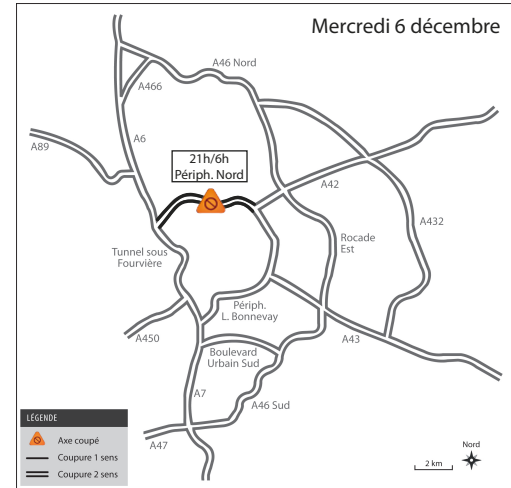 Mercredi 6 décembre
A46 Nord
A466
A6
A89
21h/6h
Périph. Nord
A42
A432
Rocade
Est
Tunnel sous
Fourvière
Périph.
L. Bonnevay
A450
Boulevard
Urbain Sud
A43
A7
A46 Sud
A47
LÉGENDE
Axe coupé
Coupure 1 sens
Coupure 2 sens
Nord
2 km